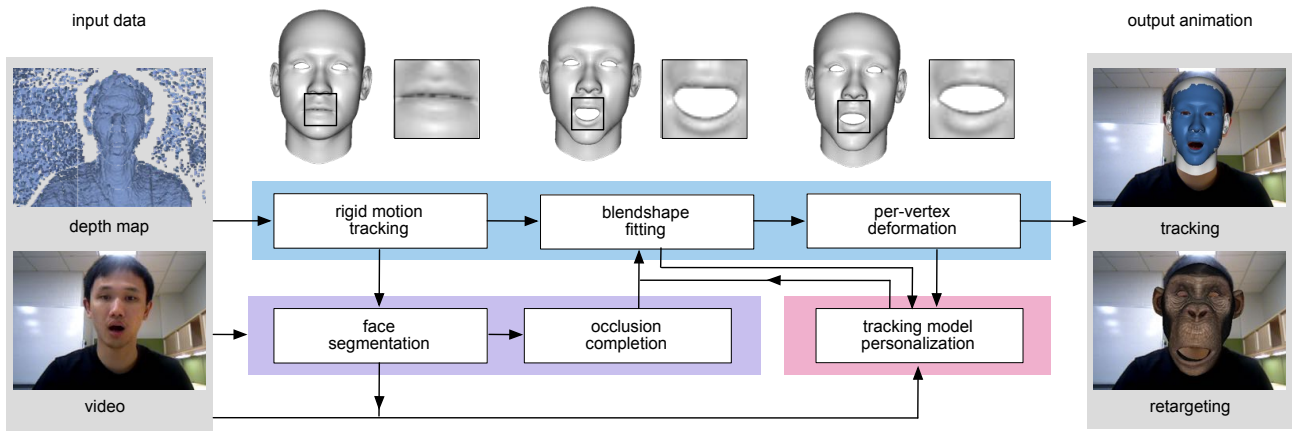 input data
output animation
depth map
video
rigid motion
tracking
blendshape
fitting
per-vertex
deformation
face
segmentation
occlusion
completion
tracking model
personalization
tracking
retargeting